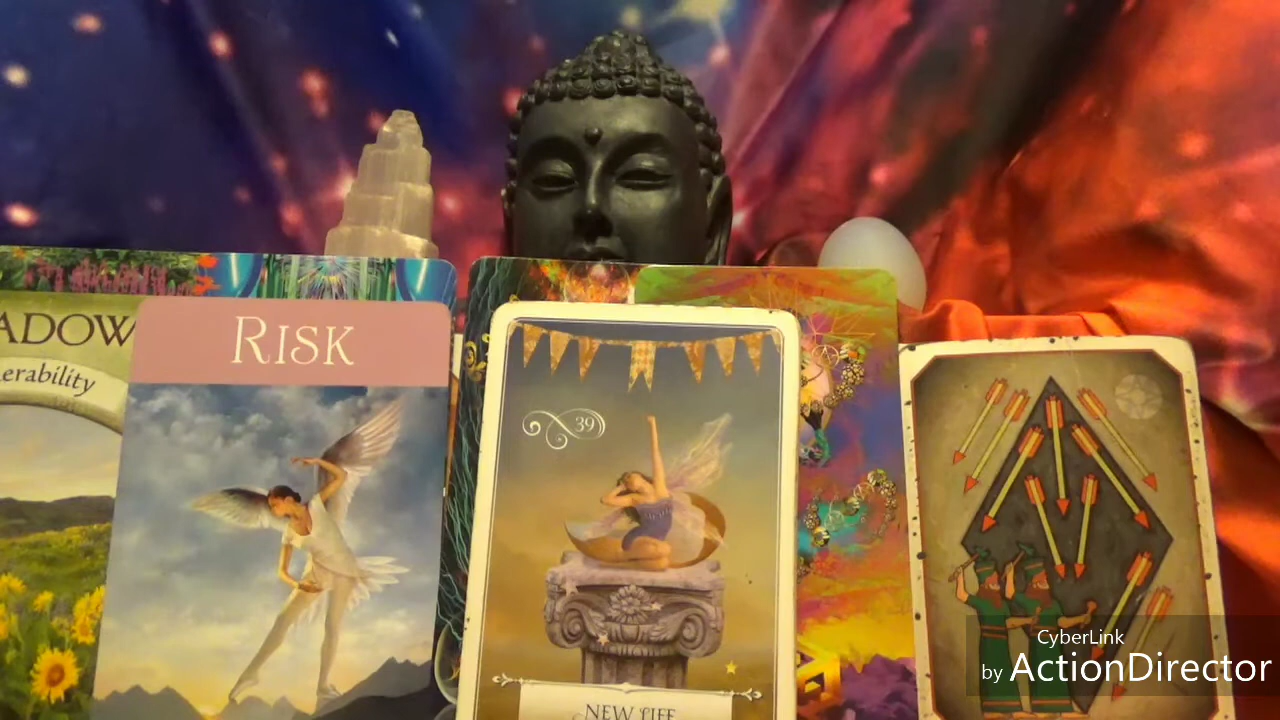 ADOW
erability
RISK
39
NEW LIFE
CyberLink
by ActionDirector